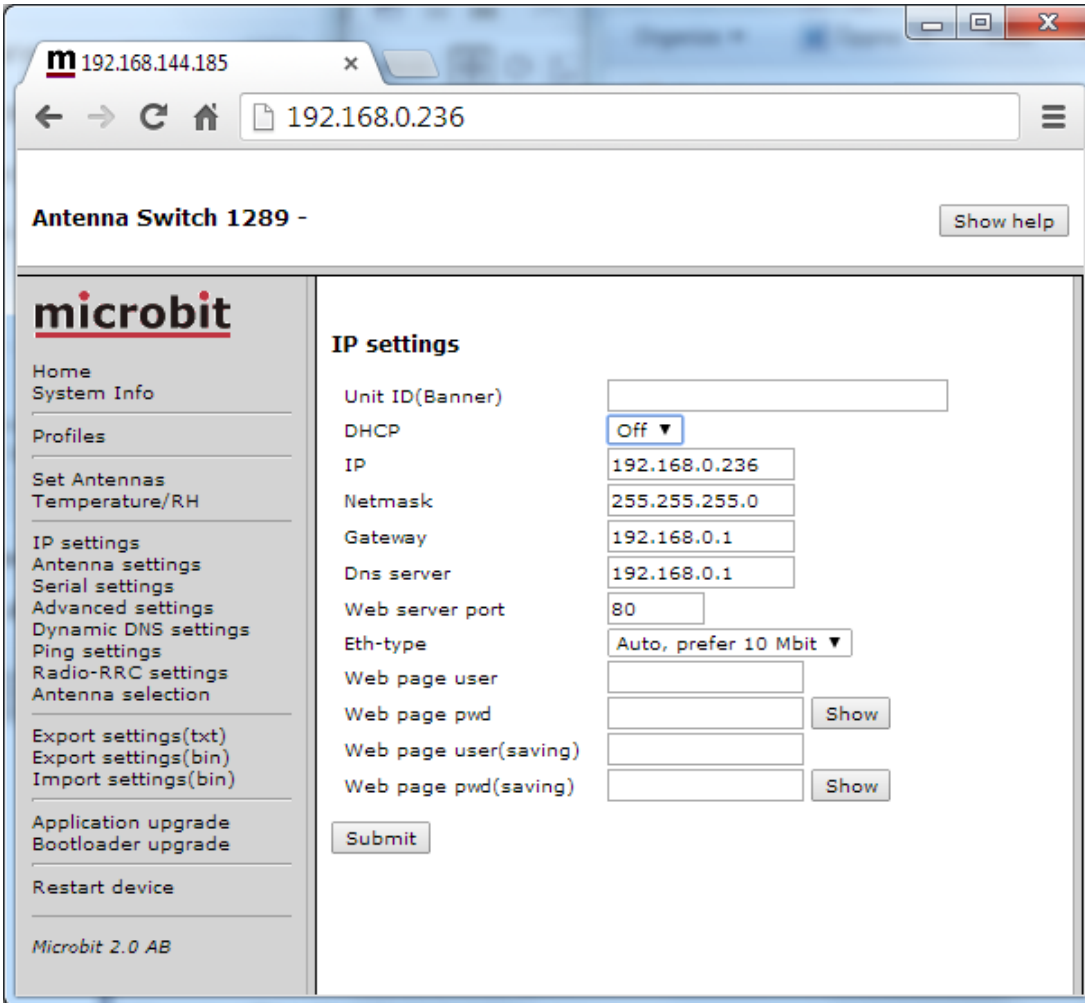 m 192.168.144.185
192.168.0.236
Antenna Switch 1289 -
Show help
microbit
Home
System Info
Profiles
Set Antennas
Temperature/RH
IP settings
Antenna settings
Serial settings
Advanced settings
Dynamic DNS settings
Ping settings
Radio-RRC settings
Antenna selection
Export settings(txt)
Export settings(bin)
Import settings(bin)
Application upgrade
Bootloader upgrade
Restart device
Microbit 2.0 AB
IP settings
Unit ID(Banner)
DHCP Off
IP 192.168.0.236
Netmask 255.255.255.0
Gateway 192.168.0.1
Dns server 192.168.0.1
Web server port 80
Eth-type Auto, prefer 10 Mbit
Web page user
Web page pwd Show
Web page user(saving)
Web page pwd(saving) Show
Submit